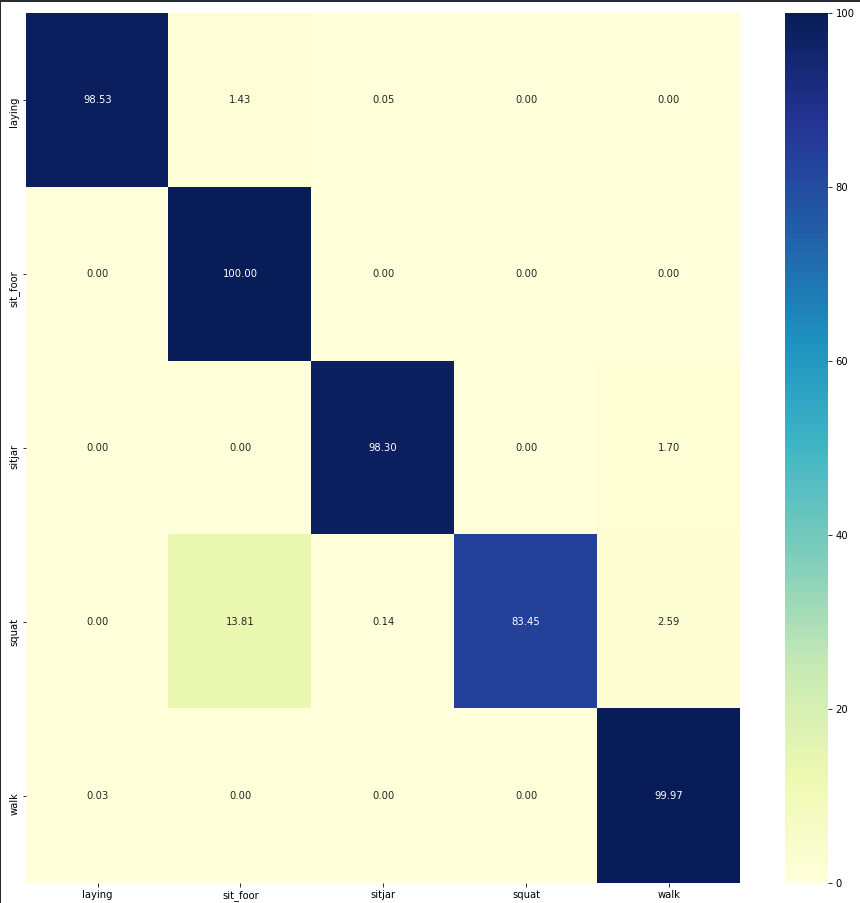 100
laying 98.53 1.43 0.05 0.00 0.00
80
sit_foor 0.00 100.00 0.00 0.00 0.00
60
sitjar 0.00 0.00 98.30 0.00 1.70
40
squat 0.00 13.81 0.14 83.45 2.59
20
walk 0.03 0.00 0.00 0.00 99.97
0
laying sit_foor sitjar squat walk